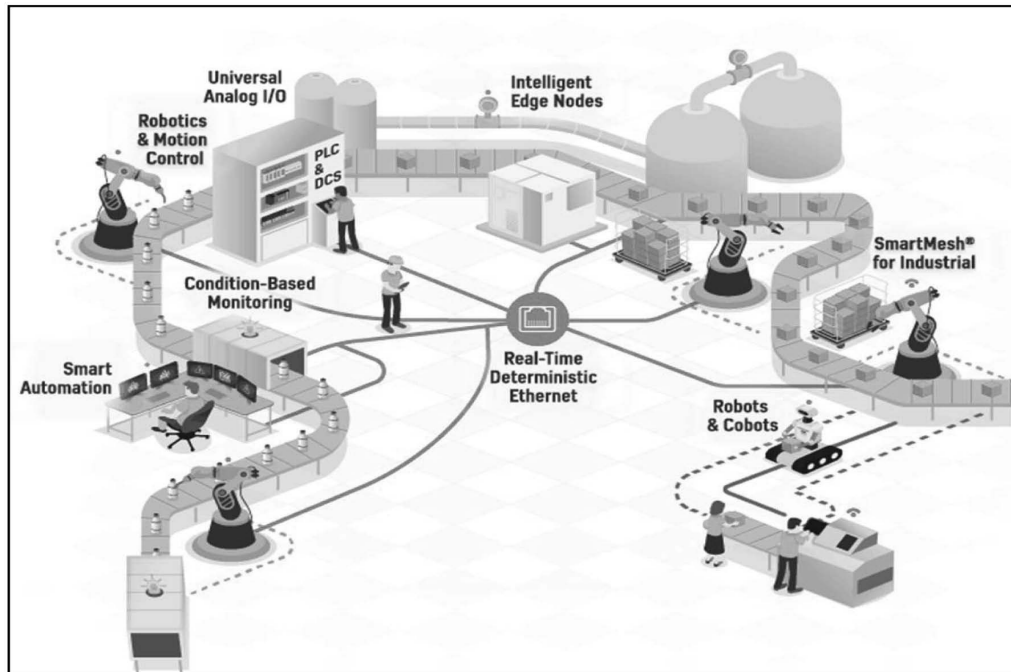 Universal
Analog I/O
Intelligent
Edge Nodes
Robotics
& Motion
Control
PLC
&
DCS
SmartMesh®
for Industrial
Condition-Based
Monitoring
Smart
Automation
Real-Time
Deterministic
Ethernet
Robots
& Cobots